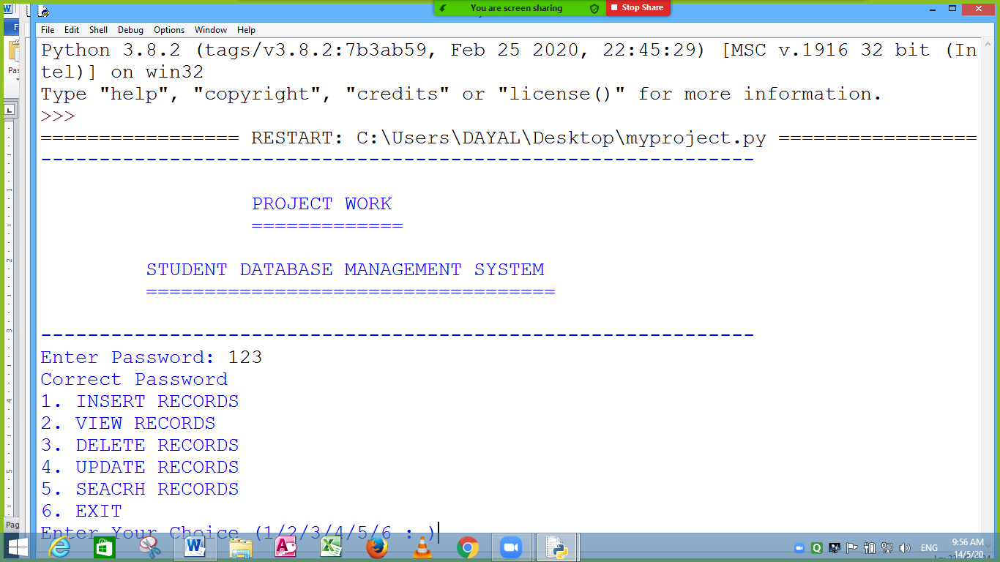 You are screen sharing
Stop Share
File Edit Shell Debug Options Window Help
Python 3.8.2 (tags/v3.8.2:7b3ab59, Feb 25 2020, 22:45:29) [MSC v.1916 32 bit (In
tel)] on win32
Type "help", "copyright", "credits" or "license()" for more information.
>>>
================= RESTART: C:\Users\DAYAL\Desktop\myproject.py =================
-------------------------------------------------------------
PROJECT WORK
=============
STUDENT DATABASE MANAGEMENT SYSTEM
===================================
-------------------------------------------------------------
Enter Password: 123
Correct Password
1. INSERT RECORDS
2. VIEW RECORDS
3. DELETE RECORDS
4. UPDATE RECORDS
5. SEACRH RECORDS
6. EXIT
Enter Your Choice (1/2/3/4/5/6 : )
Pas
Pag
ENG
9:56 AM
14/5/20